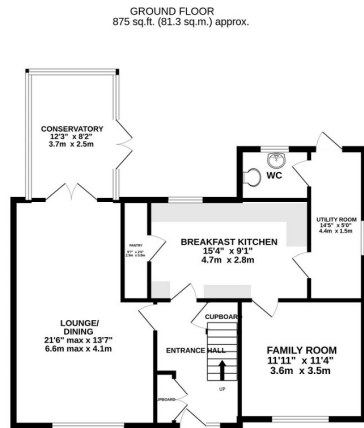 GROUND FLOOR
875 sq.ft. (81.3 sq.m.) approx.
CONSERVATORY
12'3" x 8'2"
3.7m x 2.5m
WC
UTILITY ROOM
14'5" x 5'0"
4.4m x 1.5m
PANTRY
BREAKFAST KITCHEN
15'4" x 9'1"
4.7m x 2.8m
LOUNGE/
DINING
21'6" max x 13'7"
6.6m max x 4.1m
CUPBOARD
ENTRANCE HALL
UP
FAMILY ROOM
11'11" x 11'4"
3.6m x 3.5m
CUPBOARD